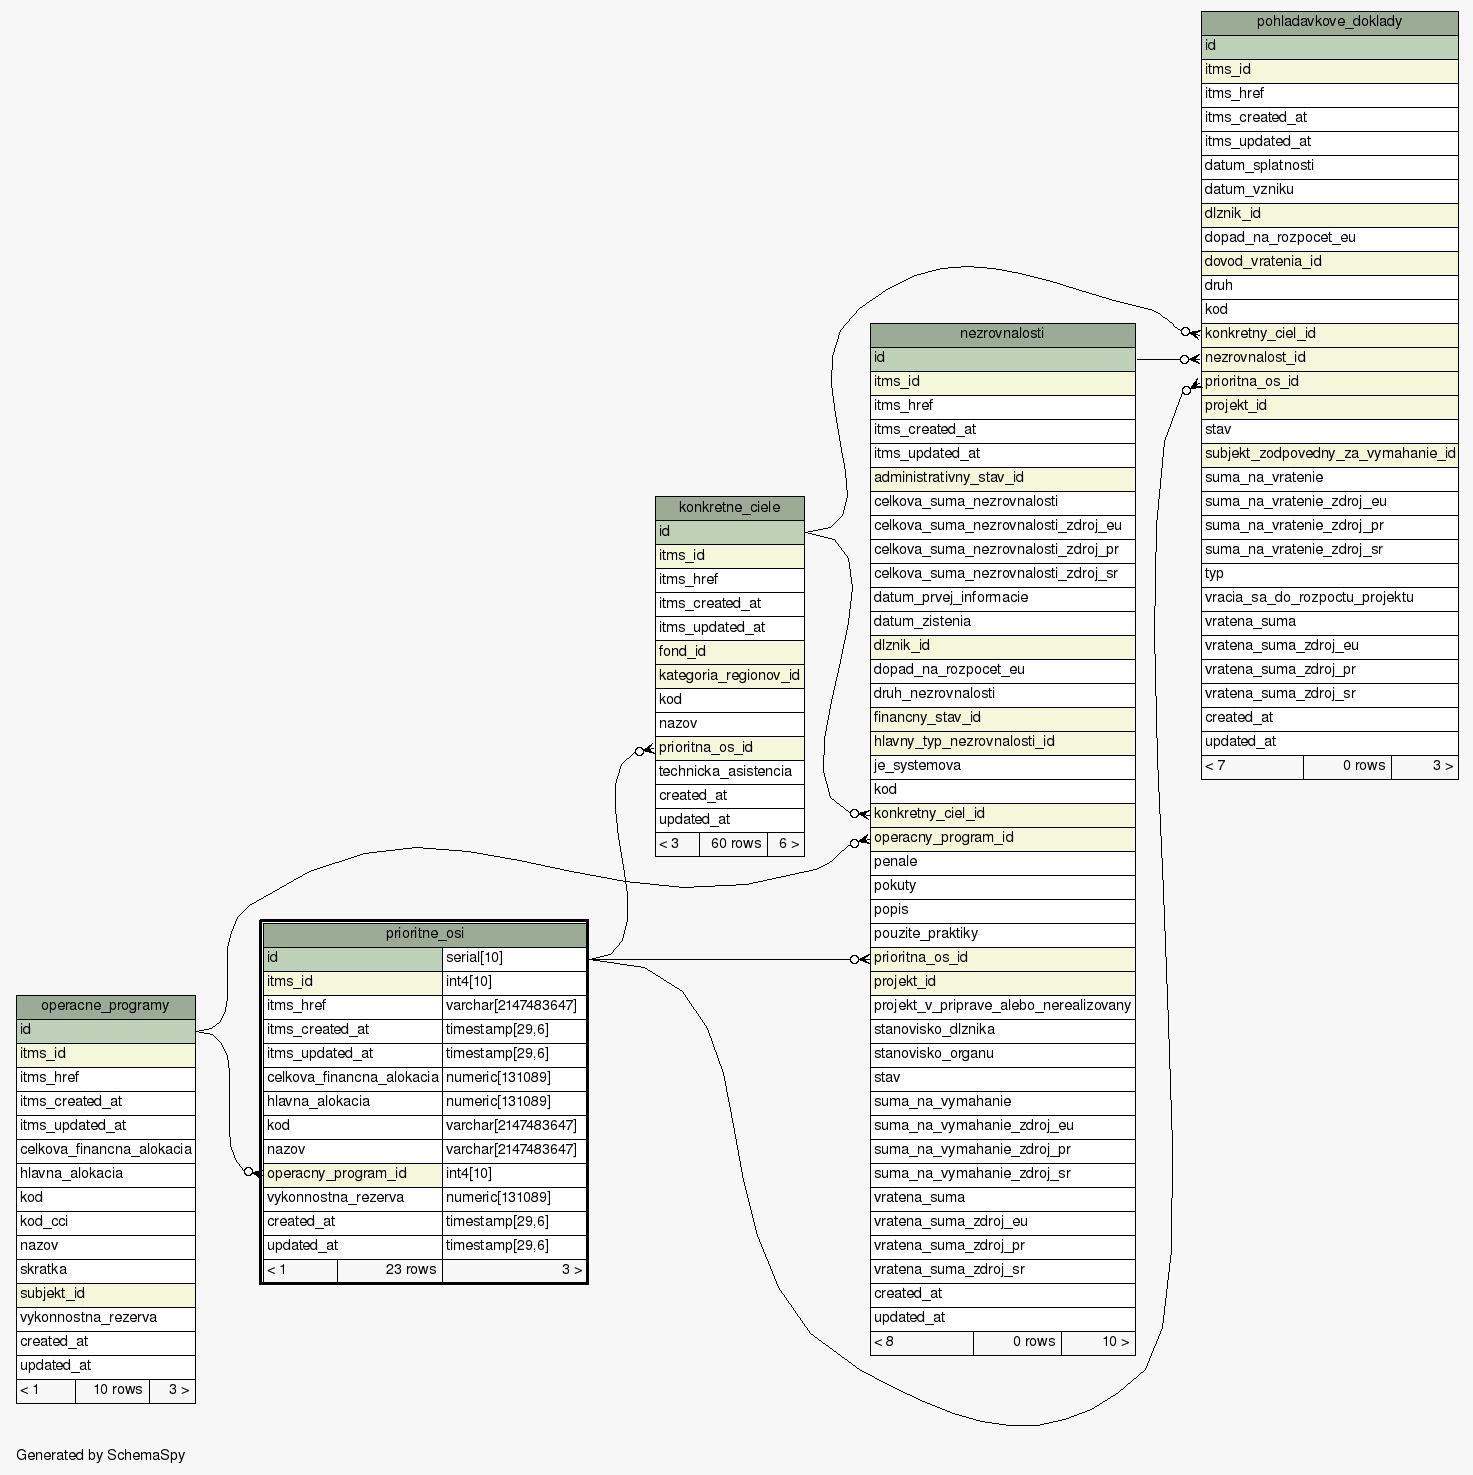 pohladavkove_doklady
id
itms_id
itms_href
itms_created_at
itms_updated_at
datum_splatnosti
datum_vzniku
dlznik_id
dopad_na_rozpocet_eu
dovod_vratenia_id
druh
kod
konkretny_ciel_id
nezrovnalost_id
prioritna_os_id
projekt_id
stav
subjekt_zodpovedny_za_vymahanie_id
suma_na_vratenie
suma_na_vratenie_zdroj_eu
suma_na_vratenie_zdroj_pr
suma_na_vratenie_zdroj_sr
typ
vracia_sa_do_rozpoctu_projektu
vratena_suma
vratena_suma_zdroj_eu
vratena_suma_zdroj_pr
vratena_suma_zdroj_sr
created_at
updated_at
< 7 0 rows 3 >
nezrovnalosti
id
itms_id
itms_href
itms_created_at
itms_updated_at
administrativny_stav_id
celkova_suma_nezrovnalosti
celkova_suma_nezrovnalosti_zdroj_eu
celkova_suma_nezrovnalosti_zdroj_pr
celkova_suma_nezrovnalosti_zdroj_sr
datum_prvej_informacie
datum_zistenia
dlznik_id
dopad_na_rozpocet_eu
druh_nezrovnalosti
financny_stav_id
hlavny_typ_nezrovnalosti_id
je_systemova
kod
konkretny_ciel_id
operacny_program_id
penale
pokuty
popis
pouzite_praktiky
prioritna_os_id
projekt_id
projekt_v_priprave_alebo_nerealizovany
stanovisko_dlznika
stanovisko_organu
stav
suma_na_vymahanie
suma_na_vymahanie_zdroj_eu
suma_na_vymahanie_zdroj_pr
suma_na_vymahanie_zdroj_sr
vratena_suma
vratena_suma_zdroj_eu
vratena_suma_zdroj_pr
vratena_suma_zdroj_sr
created_at
updated_at
< 8 0 rows 10 >
konkretne_ciele
id
itms_id
itms_href
itms_created_at
itms_updated_at
fond_id
kategoria_regionov_id
kod
nazov
prioritna_os_id
technicka_asistencia
created_at
updated_at
< 3 60 rows 6 >
prioritne_osi
id serial[10]
itms_id int4[10]
itms_href varchar[2147483647]
itms_created_at timestamp[29,6]
itms_updated_at timestamp[29,6]
celkova_financna_alokacia numeric[131089]
hlavna_alokacia numeric[131089]
kod varchar[2147483647]
nazov varchar[2147483647]
operacny_program_id int4[10]
vykonnostna_rezerva numeric[131089]
created_at timestamp[29,6]
updated_at timestamp[29,6]
< 1 23 rows 3 >
operacne_programy
id
itms_id
itms_href
itms_created_at
itms_updated_at
celkova_financna_alokacia
hlavna_alokacia
kod
kod_cci
nazov
skratka
subjekt_id
vykonnostna_rezerva
created_at
updated_at
< 1 10 rows 3 >
Generated by SchemaSpy